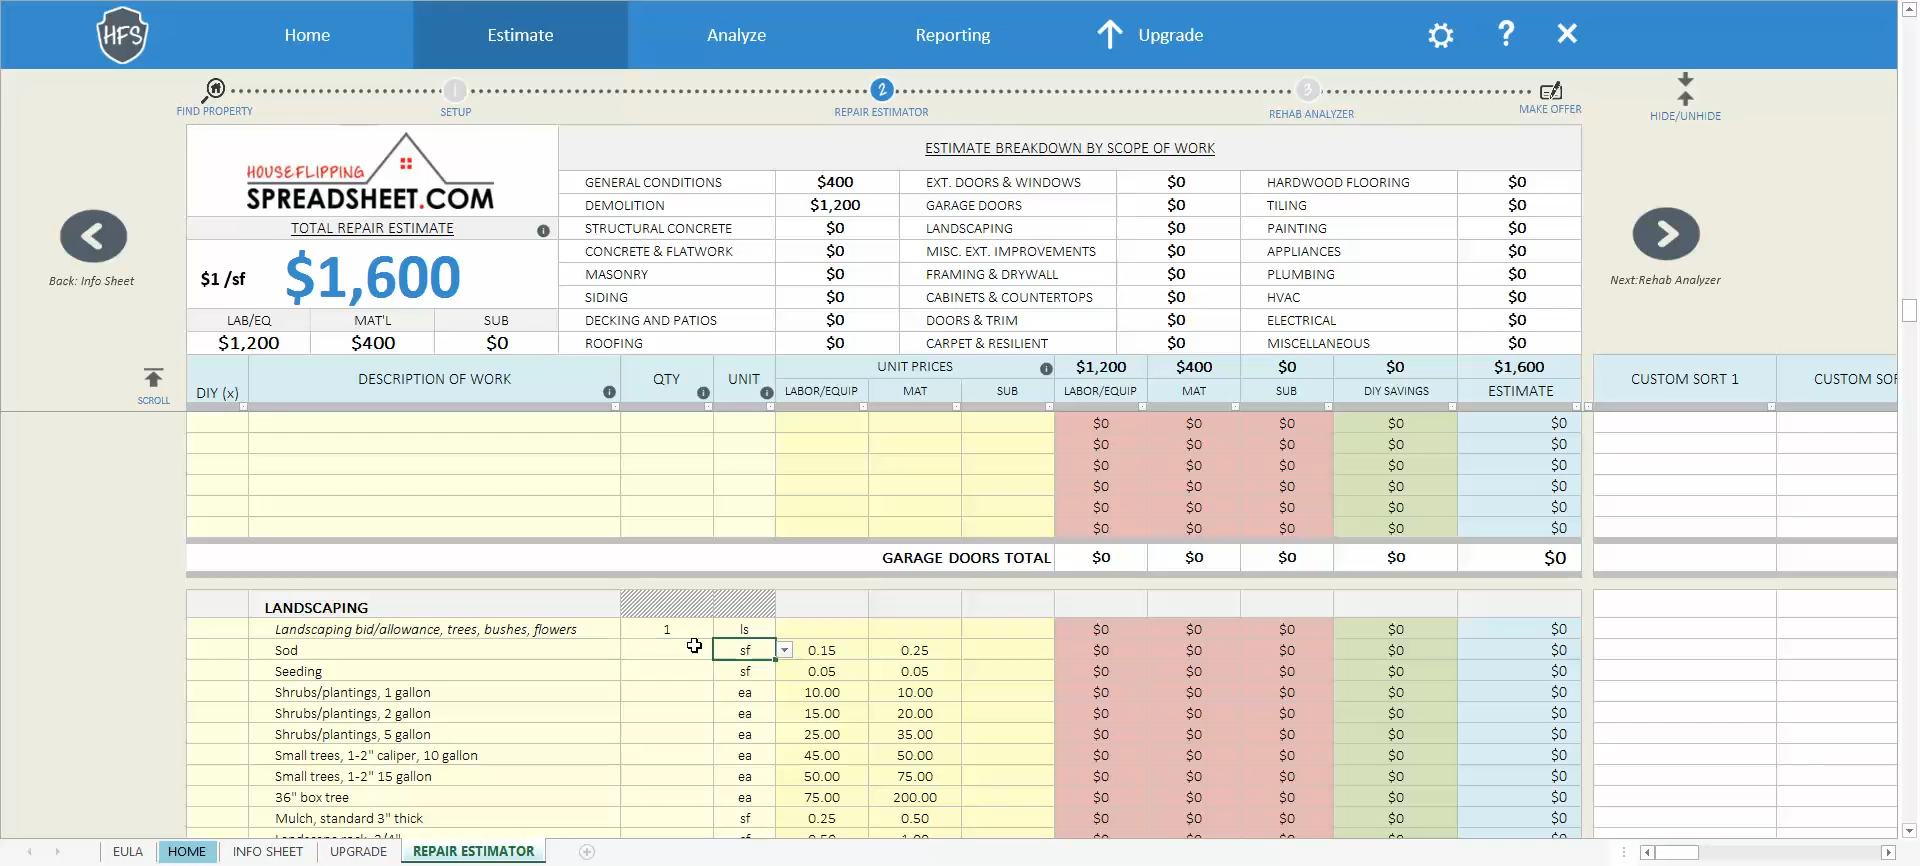 HFS Home Estimate Analyze Reporting Upgrade ? ×
1 2 3
FIND PROPERTY SETUP REPAIR ESTIMATOR REHAB ANALYZER MAKE OFFER HIDE/UNHIDE
HOUSE FLIPPING
SPREADSHEET.COM
ESTIMATE BREAKDOWN BY SCOPE OF WORK
GENERAL CONDITIONS $400 EXT. DOORS & WINDOWS $0 HARDWOOD FLOORING $0
DEMOLITION $1,200 GARAGE DOORS $0 TILING $0
TOTAL REPAIR ESTIMATE STRUCTURAL CONCRETE $0 LANDSCAPING $0 PAINTING $0
CONCRETE & FLATWORK $0 MISC. EXT. IMPROVEMENTS $0 APPLIANCES $0
$1 /sf $1,600 MASONRY $0 FRAMING & DRYWALL $0 PLUMBING $0
Back: Info Sheet Next:Rehab Analyzer
SIDING $0 CABINETS & COUNTERTOPS $0 HVAC $0
LAB/EQ MAT'L SUB DECKING AND PATIOS $0 DOORS & TRIM $0 ELECTRICAL $0
$1,200 $400 $0 ROOFING $0 CARPET & RESILIENT $0 MISCELLANEOUS $0
UNIT PRICES $1,200 $400 $0 $0 $1,600
SCROLL DIY (x) DESCRIPTION OF WORK QTY UNIT LABOR/EQUIP MAT SUB LABOR/EQUIP MAT SUB DIY SAVINGS ESTIMATE CUSTOM SORT 1 CUSTOM SOR
$0 $0 $0 $0 $0
$0 $0 $0 $0 $0
$0 $0 $0 $0 $0
$0 $0 $0 $0 $0
$0 $0 $0 $0 $0
$0 $0 $0 $0 $0
GARAGE DOORS TOTAL $0 $0 $0 $0 $0
LANDSCAPING
Landscaping bid/allowance, trees, bushes, flowers 1 ls $0 $0 $0 $0 $0
Sod sf 0.15 0.25 $0 $0 $0 $0 $0
Seeding sf 0.05 0.05 $0 $0 $0 $0 $0
Shrubs/plantings, 1 gallon ea 10.00 10.00 $0 $0 $0 $0 $0
Shrubs/plantings, 2 gallon ea 15.00 20.00 $0 $0 $0 $0 $0
Shrubs/plantings, 5 gallon ea 25.00 35.00 $0 $0 $0 $0 $0
Small trees, 1-2" caliper, 10 gallon ea 45.00 50.00 $0 $0 $0 $0 $0
Small trees, 1-2" 15 gallon ea 50.00 75.00 $0 $0 $0 $0 $0
36" box tree ea 75.00 200.00 $0 $0 $0 $0 $0
Mulch, standard 3" thick sf 0.25 0.50 $0 $0 $0 $0 $0
EULA HOME INFO SHEET UPGRADE REPAIR ESTIMATOR